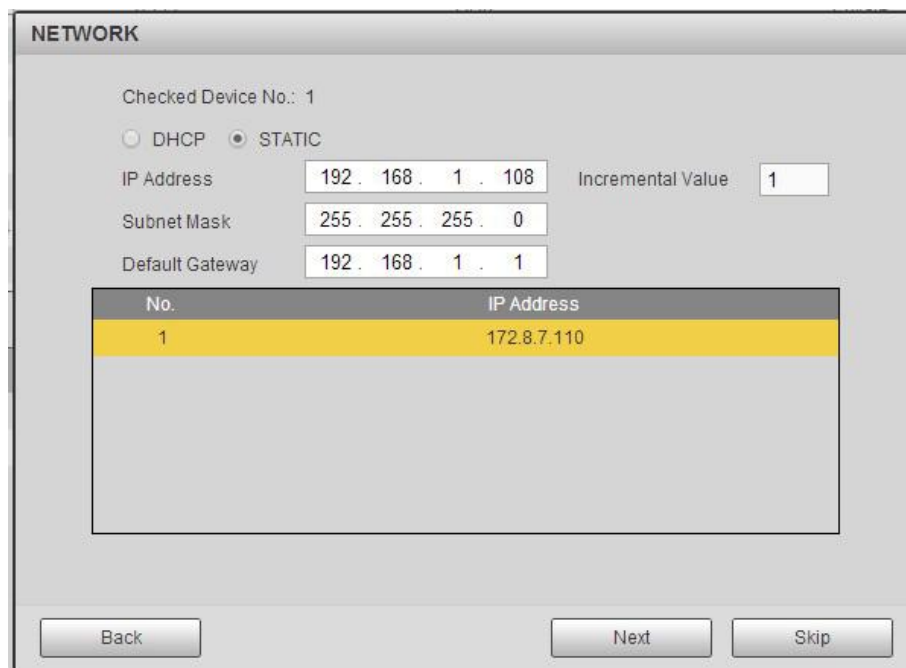 NETWORK
Checked Device No.: 1
DHCP STATIC
IP Address 192 . 168 . 1 . 108 Incremental Value 1
Subnet Mask 255 . 255 . 255 . 0
Default Gateway 192 . 168 . 1 . 1
No. IP Address
1 172.8.7.110
Back Next Skip